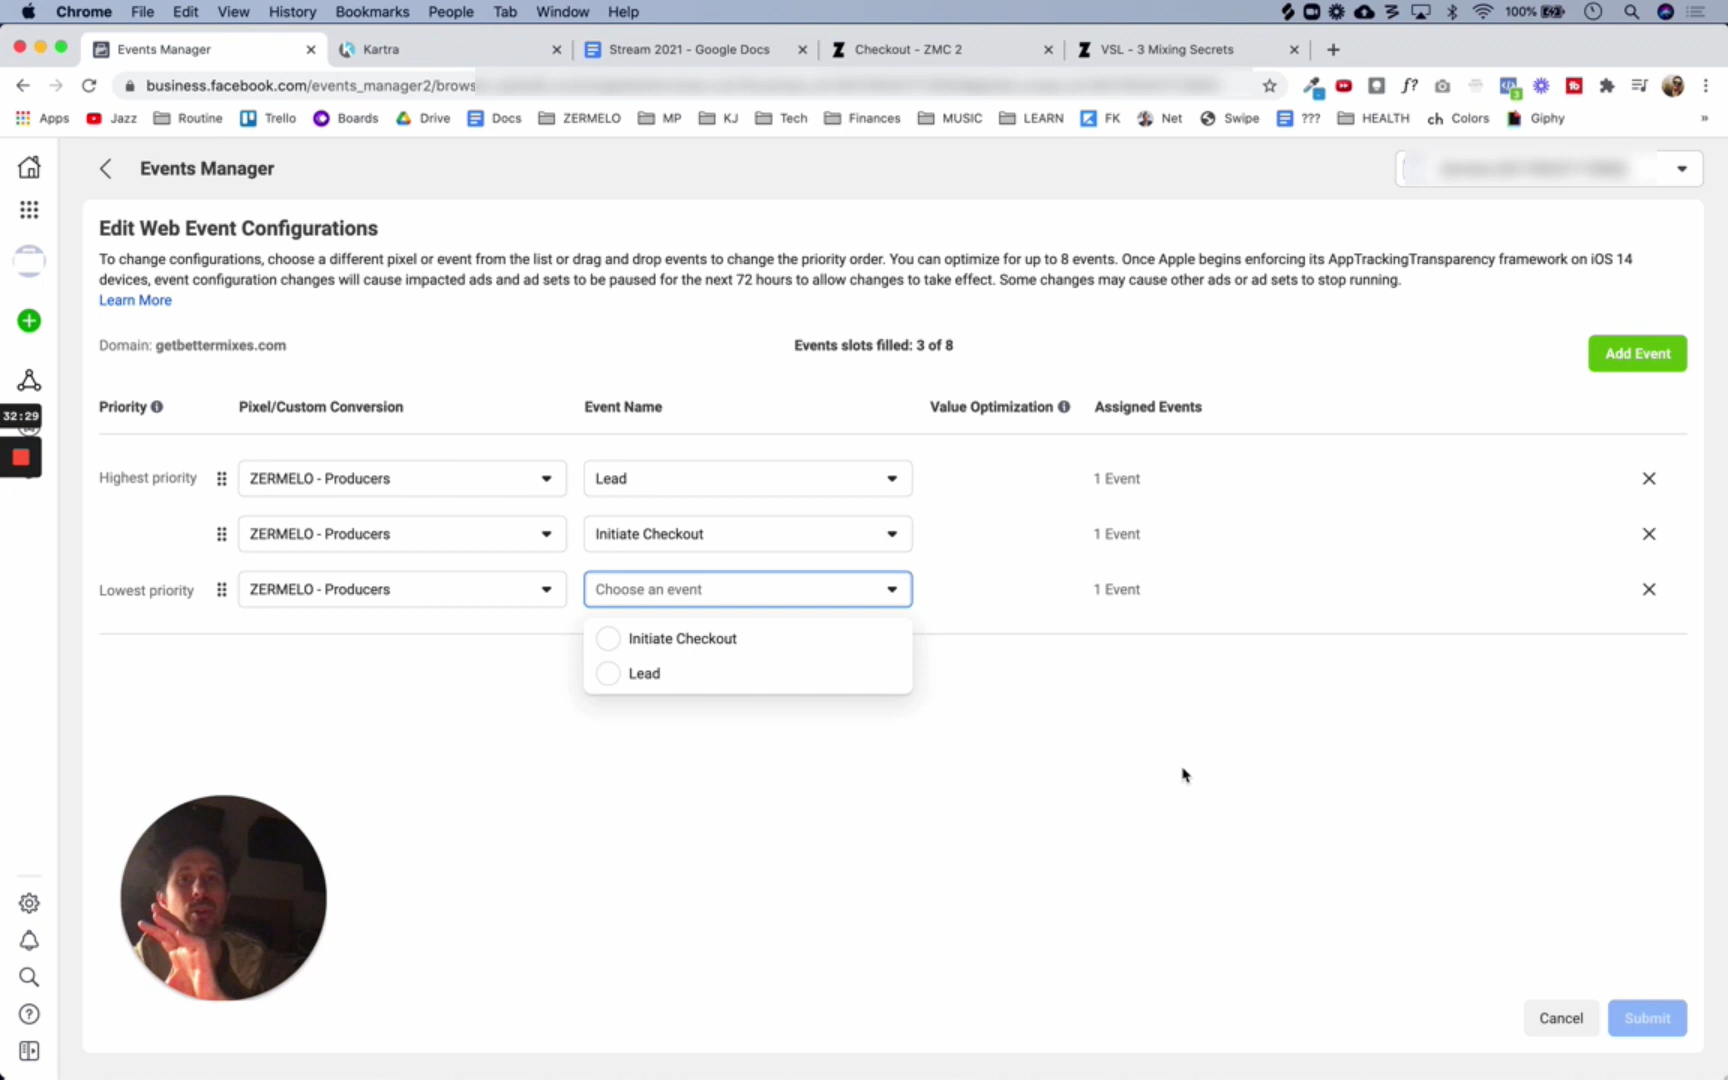 Chrome File Edit View History Bookmarks People Tab Window Help 100%
Events Manager Kartra Stream 2021 - Google Docs Checkout - ZMC 2 VSL - 3 Mixing Secrets
business.facebook.com/events_manager2/brows
Apps Jazz Routine Trello Boards Drive Docs ZERMELO MP KJ Tech Finances MUSIC LEARN FK Net Swipe ??? HEALTH ch Colors Giphy »
Events Manager
Edit Web Event Configurations
To change configurations, choose a different pixel or event from the list or drag and drop events to change the priority order. You can optimize for up to 8 events. Once Apple begins enforcing its AppTrackingTransparency framework on iOS 14
devices, event configuration changes will cause impacted ads and ad sets to be paused for the next 72 hours to allow changes to take effect. Some changes may cause other ads or ad sets to stop running.
Learn More
Domain: getbettermixes.com Events slots filled: 3 of 8 Add Event
Priority Pixel/Custom Conversion Event Name Value Optimization Assigned Events
32:29
Highest priority ZERMELO - Producers Lead 1 Event
ZERMELO - Producers Initiate Checkout 1 Event
Lowest priority ZERMELO - Producers Choose an event 1 Event
Initiate Checkout
Lead
Cancel Submit